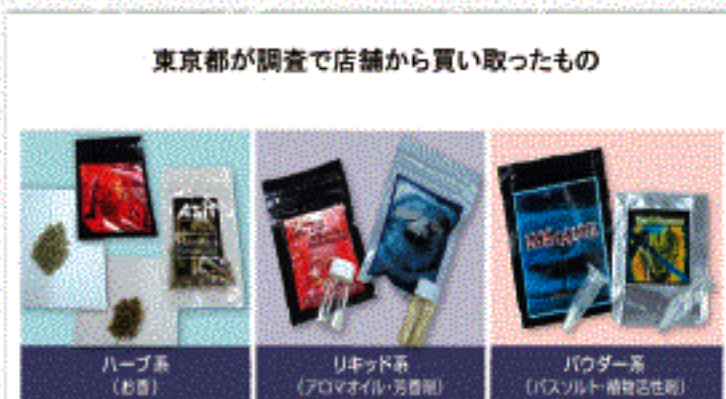 東京都が調査で店舗から買い取ったもの
ハーブ系
(お香)
リキッド系
(アロマオイル・芳香剤)
パウダー系
(バスソルト・植物活性剤)